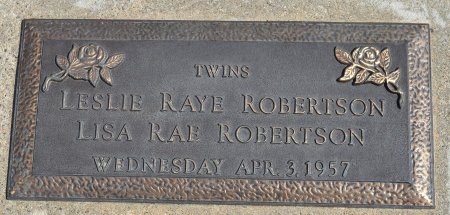 TWINS
LESLIE RAYE ROBERTSON
LISA RAE ROBERTSON
WEDNESDAY APR. 3, 1957